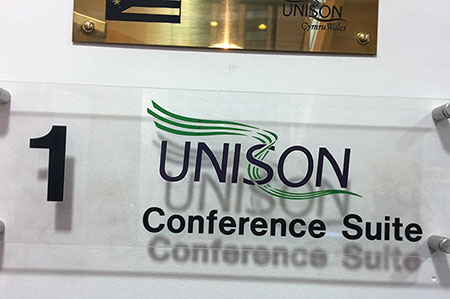 UNISON
Cymru Wales
1
UNISON
Conference Suite